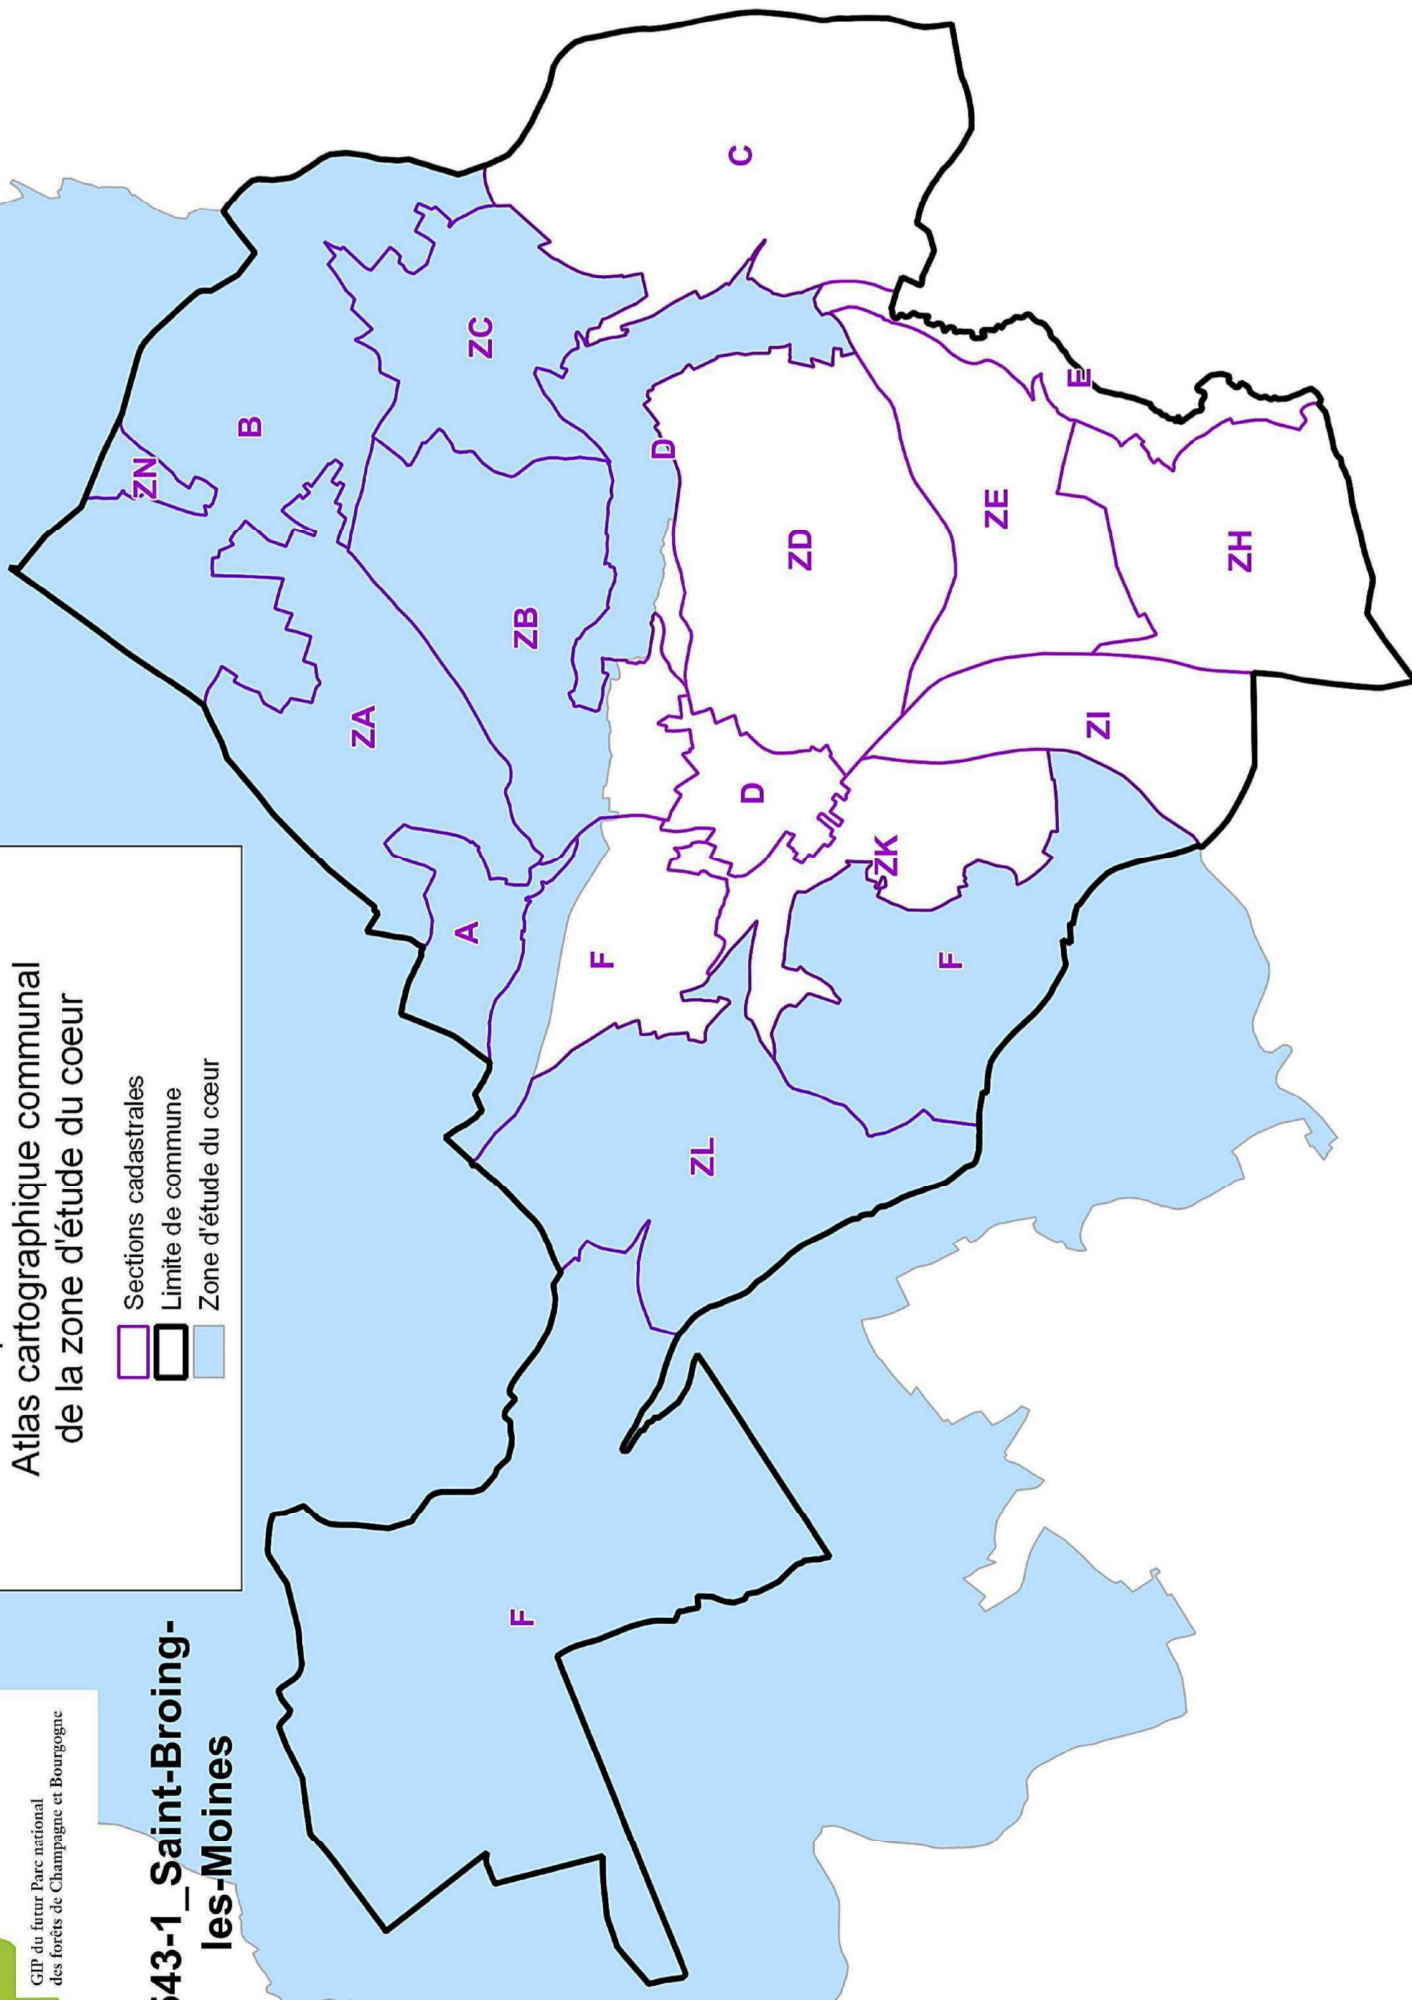 GIP du futur Parc national
des forêts de Champagne et Bourgogne
543-1_Saint-Broing-
les-Moines
Atlas cartographique communal
de la zone d'étude du coeur
Sections cadastrales
Limite de commune
Zone d'étude du cœur
F
ZL
F
F
A
ZK
D
ZA
ZI
ZB
ZD
ZH
ZE
ZN
D
B
E
ZC
C